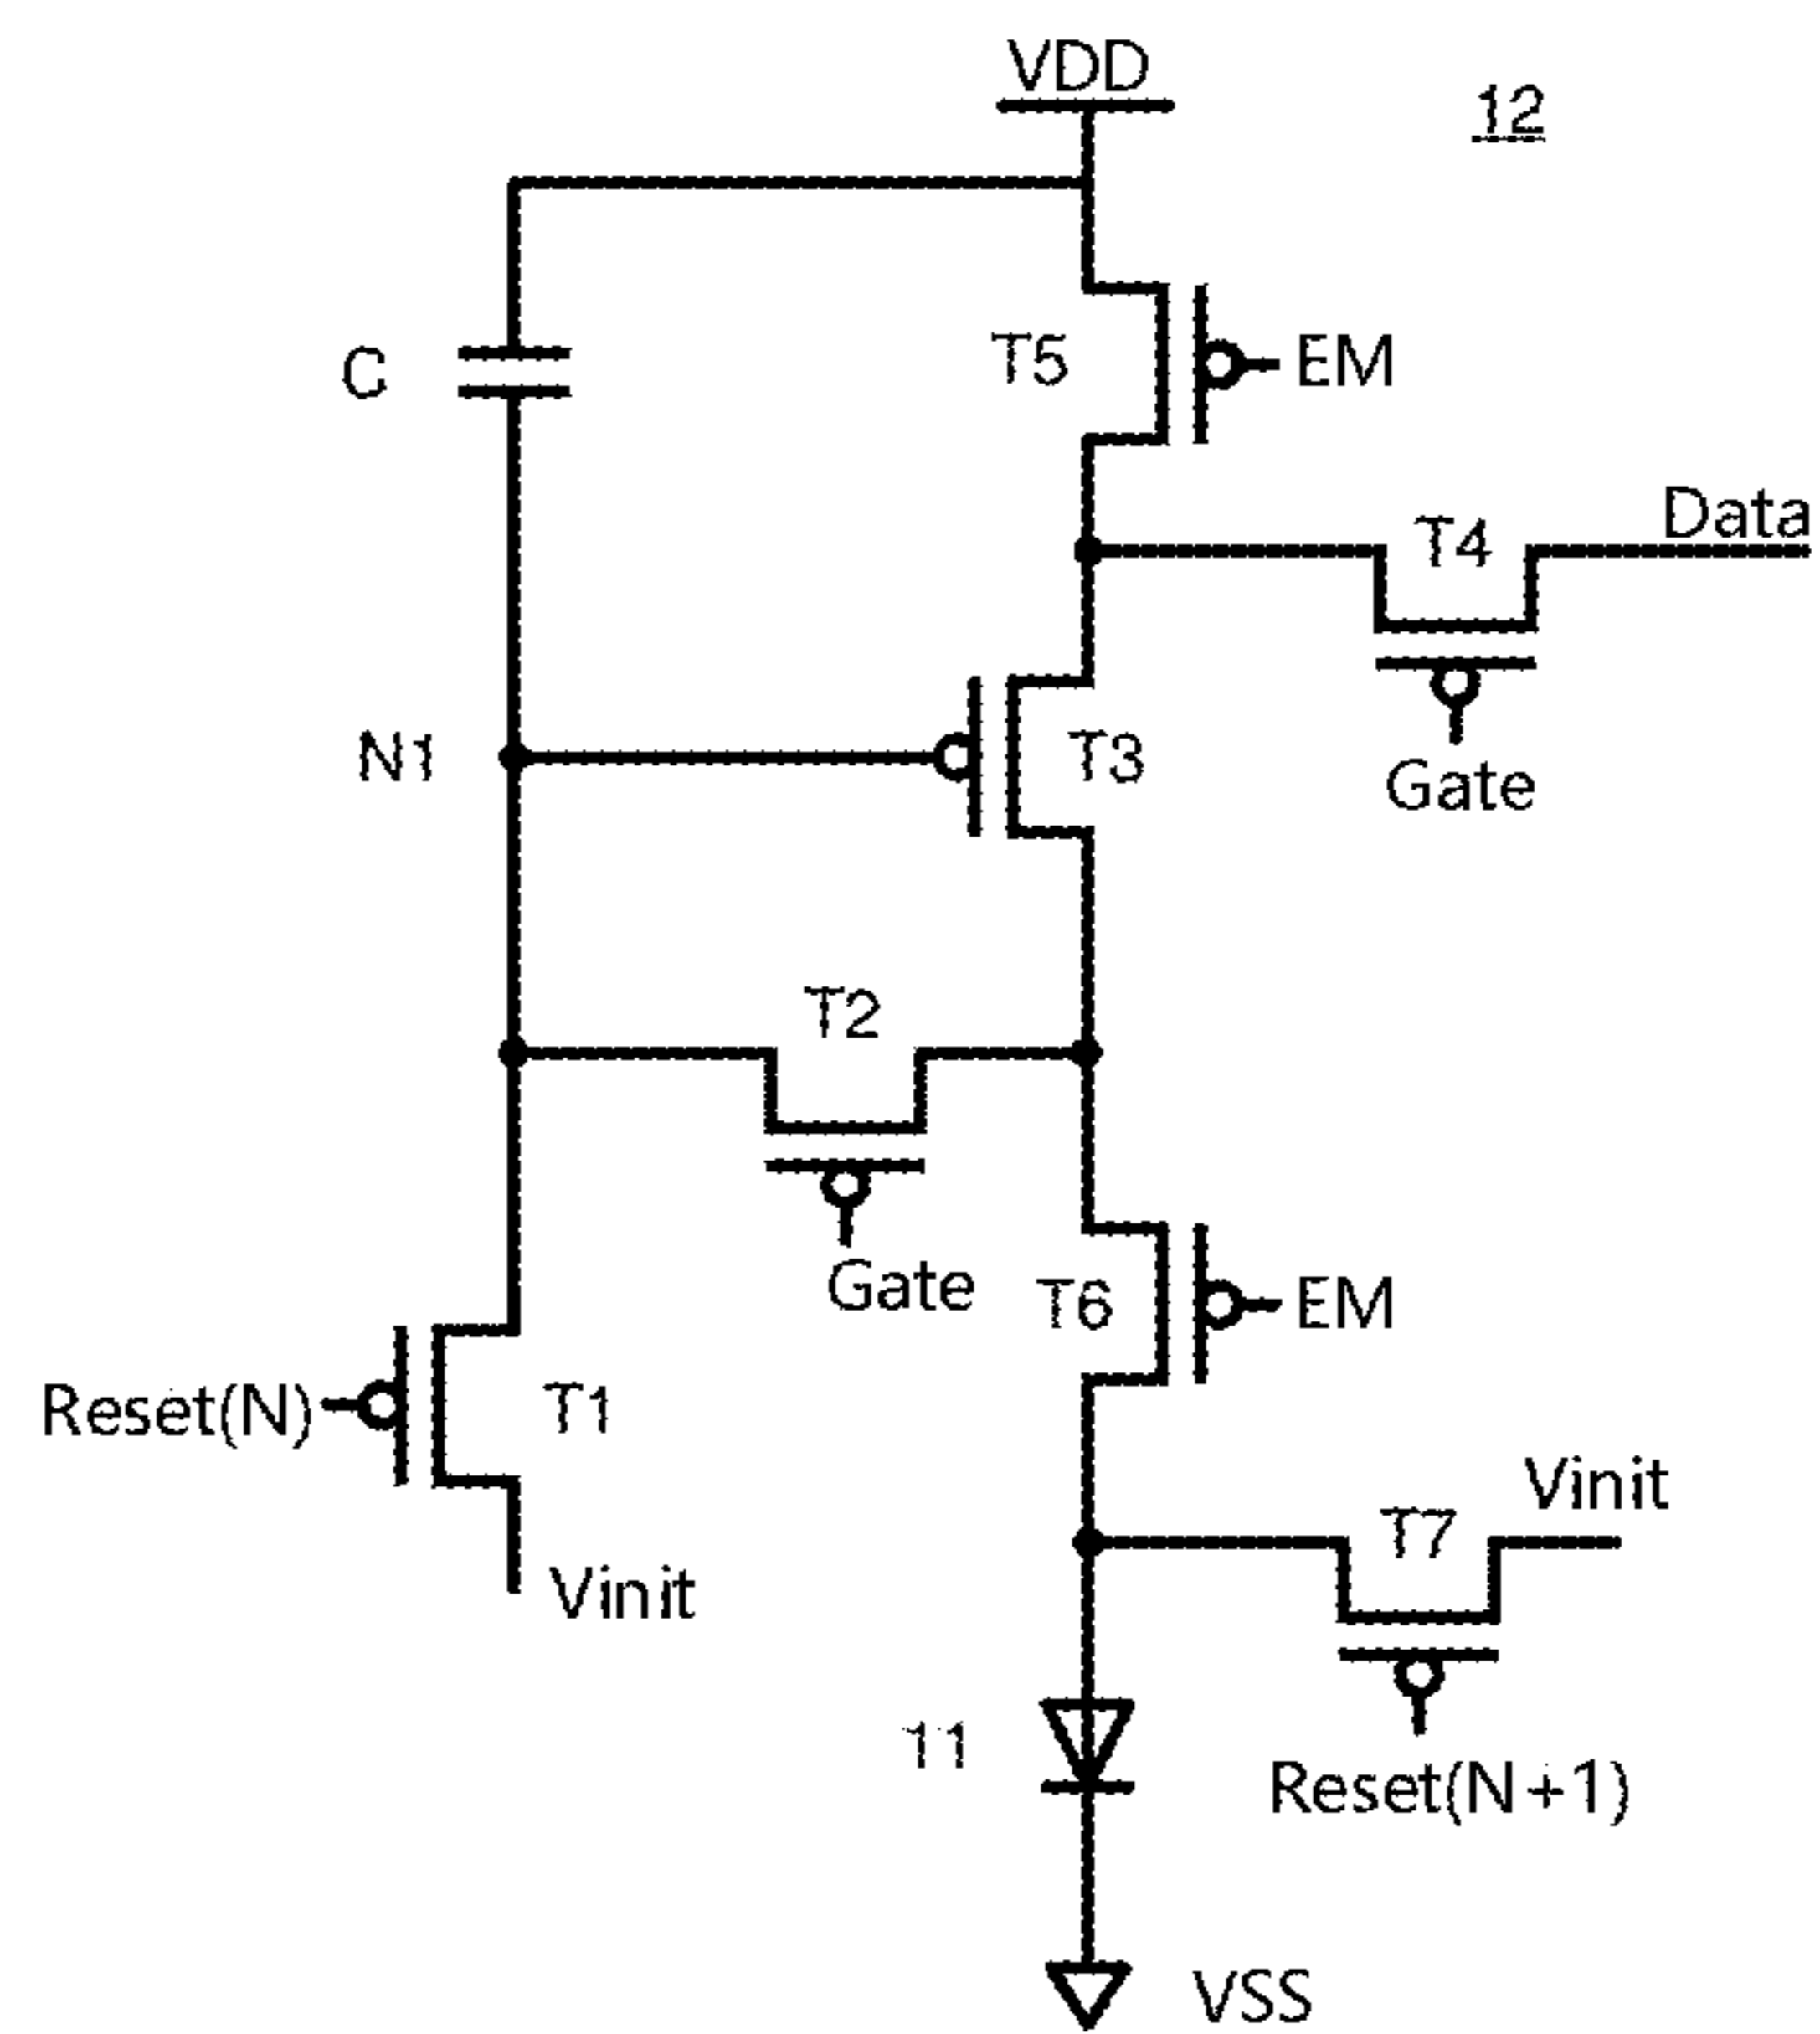 VDD
12
C
T5
EM
Data
T4
N1
T3
Gate
T2
Gate
T6
EM
Reset(N)
T1
Vinit
T7
Vinit
11
Reset(N+1)
VSS